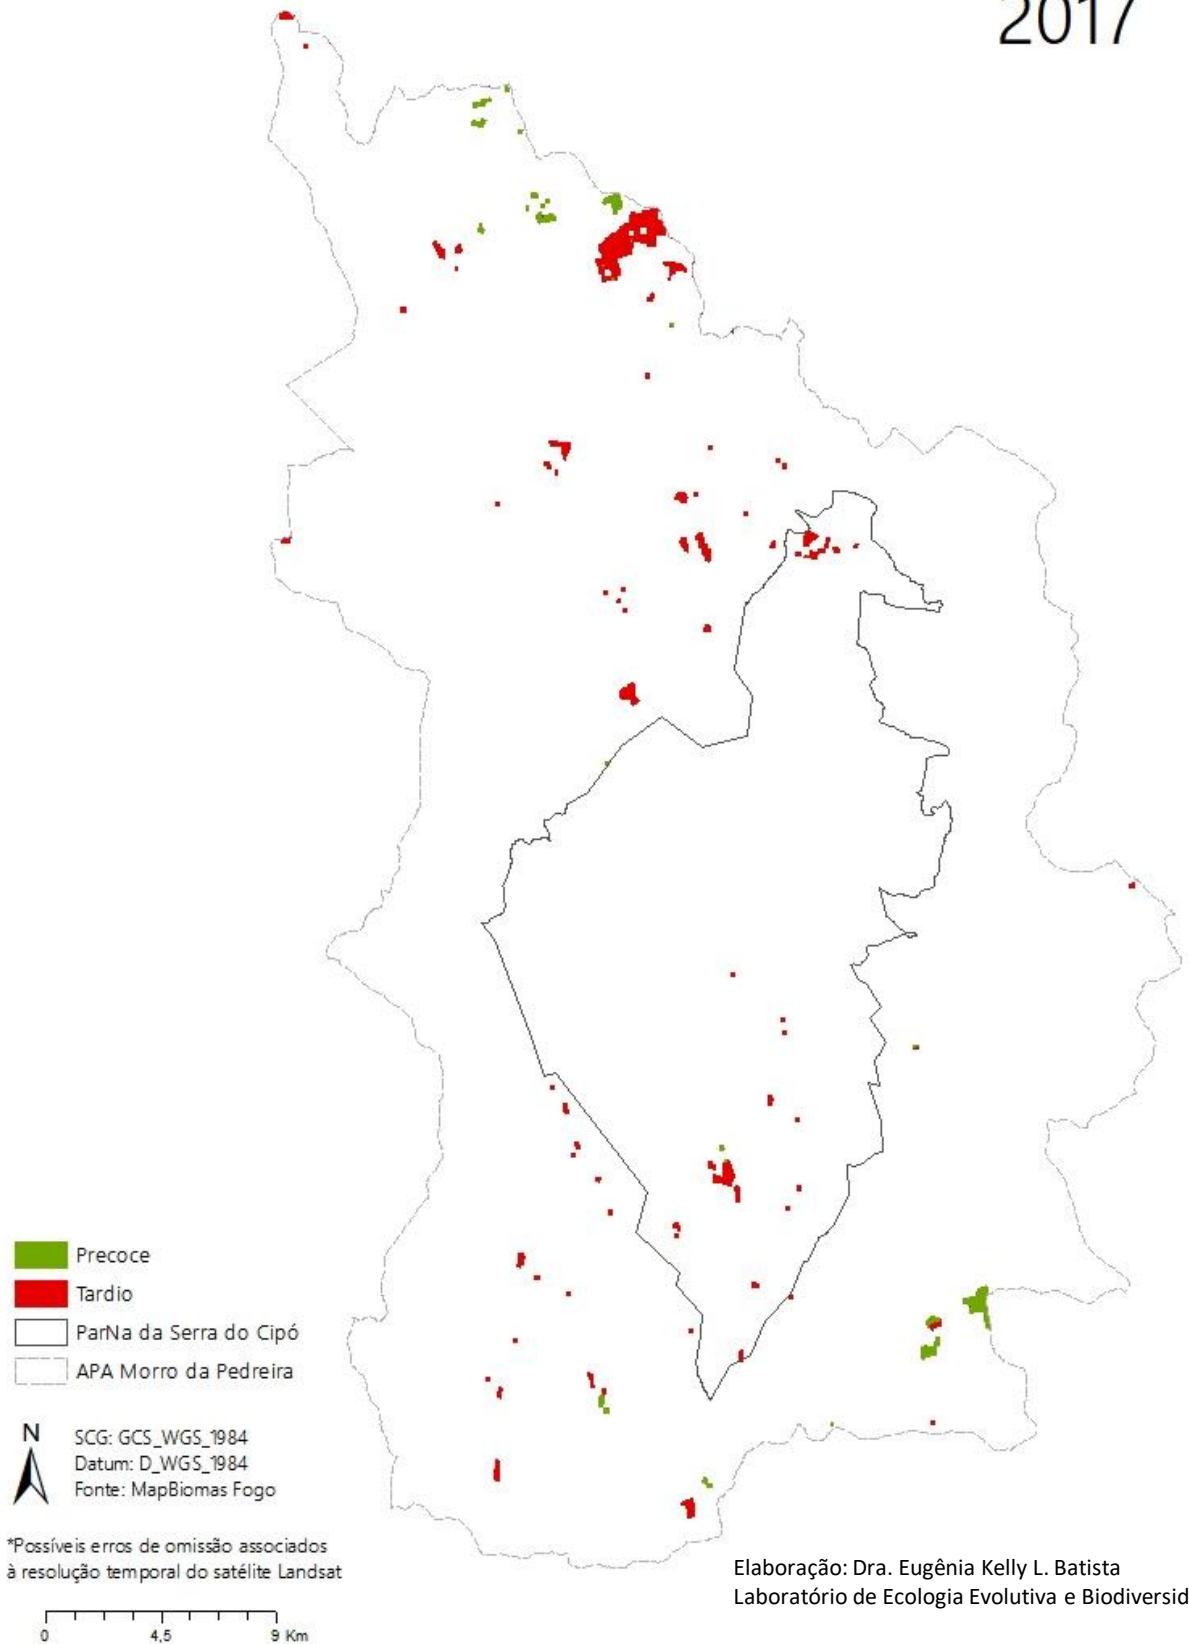 2017
Precoce
Tardio
ParNa da Serra do Cipó
APA Morro da Pedreira
N
SCG: GCS_WGS_1984
Datum: D_WGS_1984
Fonte: MapBiomas Fogo
*Possíveis erros de omissão associados
à resolução temporal do satélite Landsat
0 4,5 9 Km
Elaboração: Dra. Eugênia Kelly L. Batista
Laboratório de Ecologia Evolutiva e Biodiversid